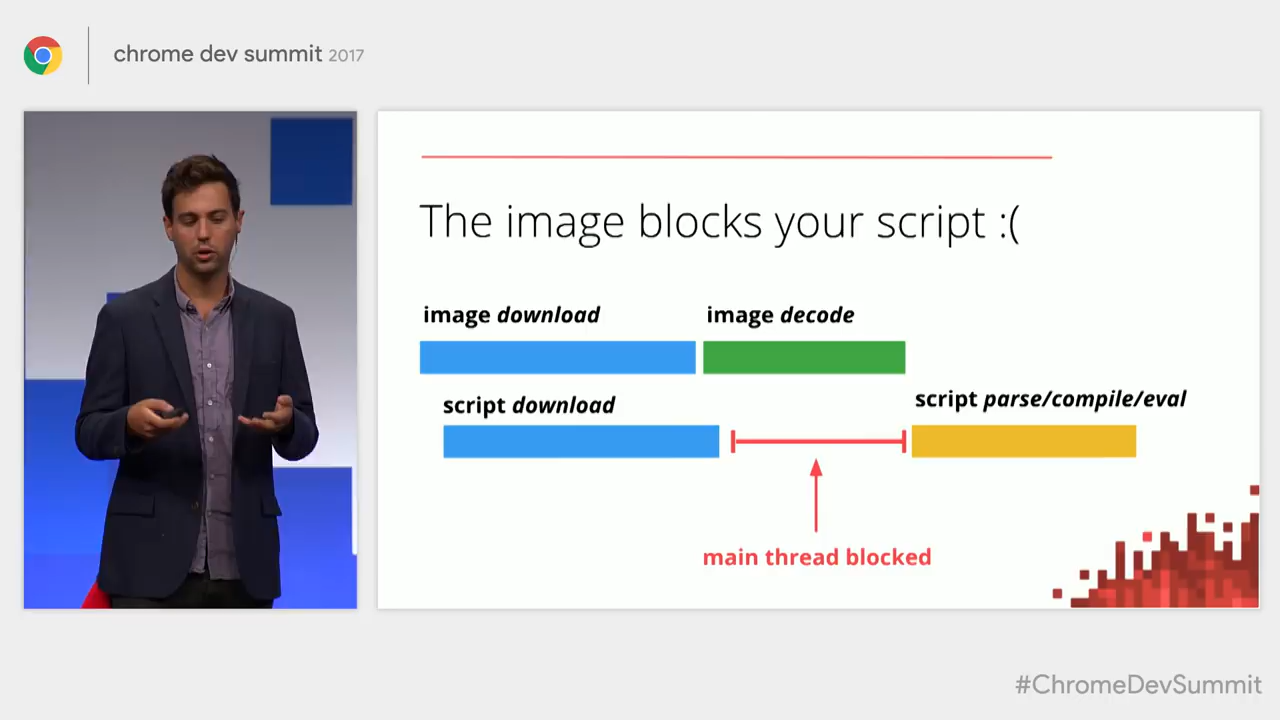 chrome dev summit 2017
The image blocks your script :(
image download
image decode
script download
script parse/compile/eval
main thread blocked
#ChromeDevSummit